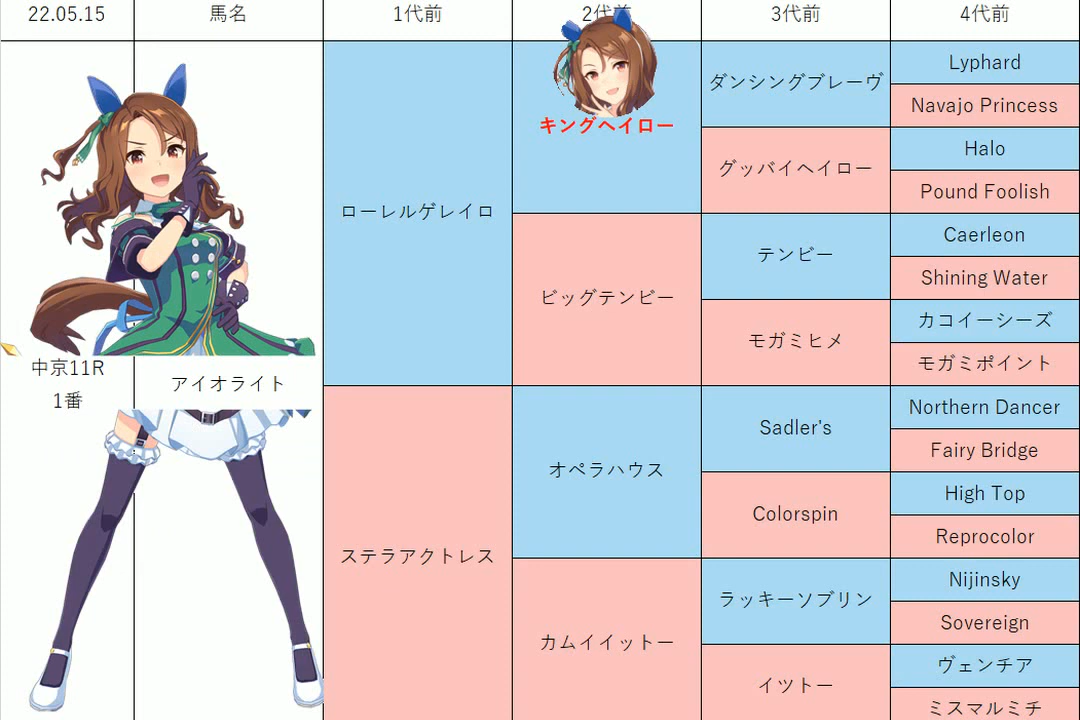 22.05.15
馬名
1代前
2代前
3代前
4代前
中京11R
1番
アイオライト
ローレルゲレイロ
ステラアクトレス
キングヘイロー
ビッグテンビー
オペラハウス
カムイイットー
ダンシングブレーヴ
グッバイヘイロー
テンビー
モガミヒメ
Sadler's
Colorspin
ラッキーソブリン
イツトー
Lyphard
Navajo Princess
Halo
Pound Foolish
Caerleon
Shining Water
カコイーシーズ
モガミポイント
Northern Dancer
Fairy Bridge
High Top
Reprocolor
Nijinsky
Sovereign
ヴェンチア
ミスマルミチ